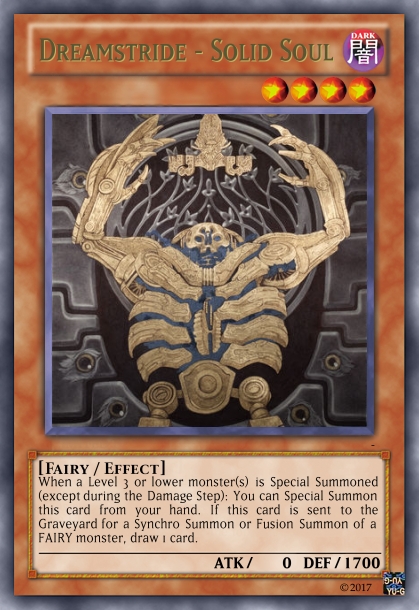 Dreamstride - Solid Soul
DARK
闇
-
[Fairy / Effect]
When a Level 3 or lower monster(s) is Special Summoned
(except during the Damage Step): You can Special Summon
this card from your hand. If this card is sent to the
Graveyard for a Synchro Summon or Fusion Summon of a
FAIRY monster, draw 1 card.
ATK / 0 DEF / 1700
©2017